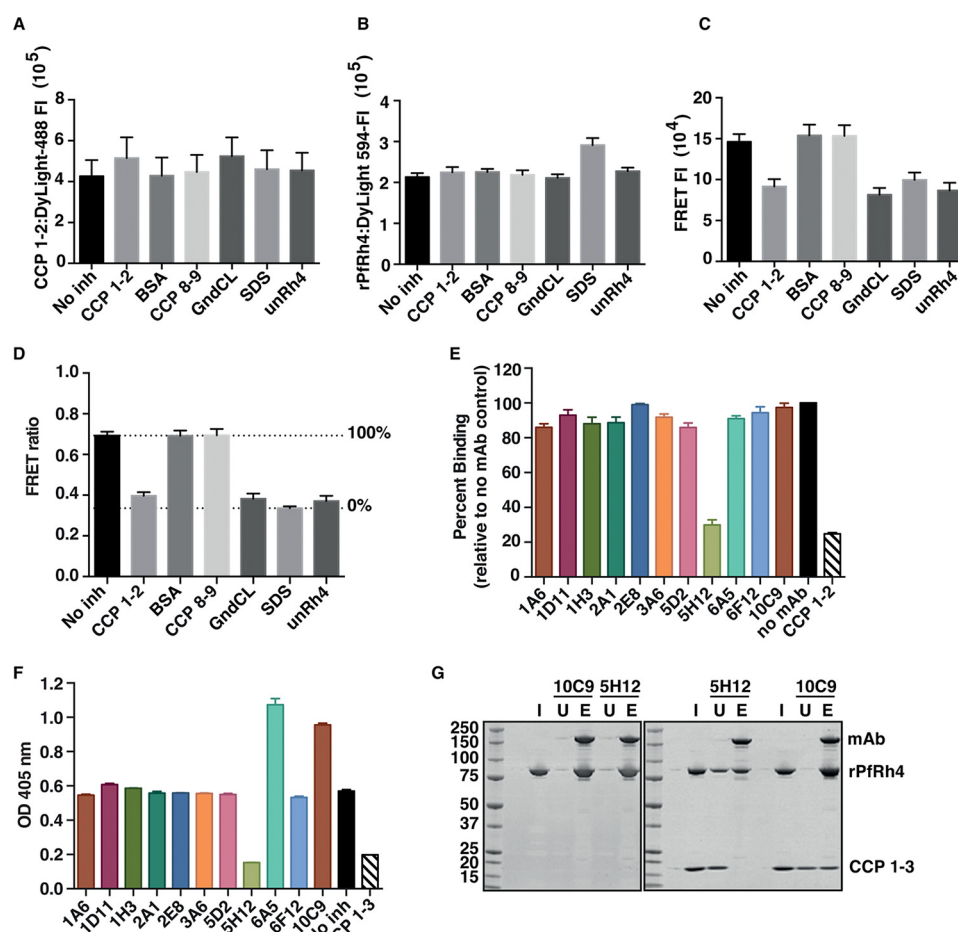 A
CCP 1-2:DyLight-488 FI (10^5)
8
6
4
2
0
No inh
CCP 1-2
BSA
CCP 8-9
GndCL
SDS
unRh4
B
rPfRh4:DyLight 594-FI (10^5)
4
3
2
1
0
No inh
CCP 1-2
BSA
CCP 8-9
GndCL
SDS
unRh4
C
FRET FI (10^4)
20
15
10
5
0
No inh
CCP 1-2
BSA
CCP 8-9
GndCL
SDS
unRh4
D
FRET ratio
1.0
0.8
0.6
0.4
0.2
0.0
100%
0%
No inh
CCP 1-2
BSA
CCP 8-9
GndCL
SDS
unRh4
E
Percent Binding
(relative to no mAb control)
120
100
80
60
40
20
0
1A6
1D11
1H3
2A1
2E8
3A6
5D2
5H12
6A5
6F12
10C9
no mAb
CCP 1-2
F
OD 405 nm
1.2
1.0
0.8
0.6
0.4
0.2
0.0
1A6
1D11
1H3
2A1
2E8
3A6
5D2
5H12
6A5
6F12
10C9
lo inh
CP 1-3
G
10C9 5H12 5H12 10C9
I U E U E I U E I U E
250
150
100
75
50
37
25
20
15
mAb
rPfRh4
CCP 1-3